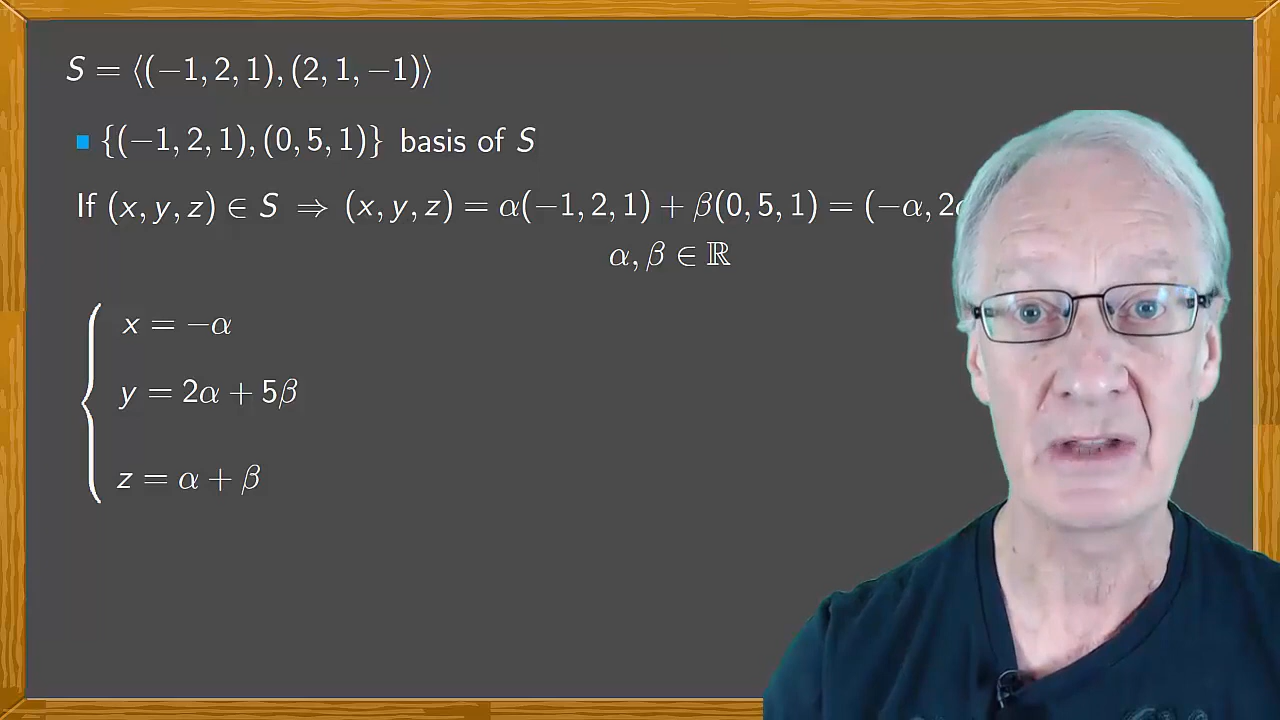 S = ⟨(−1, 2, 1), (2, 1, −1)⟩
{(−1, 2, 1), (0, 5, 1)} basis of S
If (x, y, z) ∈ S ⇒ (x, y, z) = α(−1, 2, 1) + β(0, 5, 1) = (−α, 2
α, β ∈ ℝ
x = −α
y = 2α + 5β
z = α + β